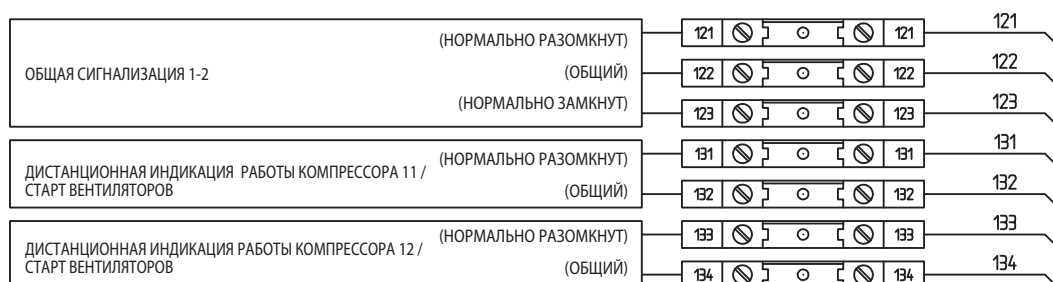 (НОРМАЛЬНО РАЗОМКНУТ) 121 121 121
ОБЩАЯ СИГНАЛИЗАЦИЯ 1-2 (ОБЩИЙ) 122 122 122
(НОРМАЛЬНО ЗАМКНУТ) 123 123 123
ДИСТАНЦИОННАЯ ИНДИКАЦИЯ РАБОТЫ КОМПРЕССОРА 11 / (НОРМАЛЬНО РАЗОМКНУТ) 131 131 131
СТАРТ ВЕНТИЛЯТОРОВ (ОБЩИЙ) 132 132 132
ДИСТАНЦИОННАЯ ИНДИКАЦИЯ РАБОТЫ КОМПРЕССОРА 12 / (НОРМАЛЬНО РАЗОМКНУТ) 133 133 133
СТАРТ ВЕНТИЛЯТОРОВ (ОБЩИЙ) 134 134 134